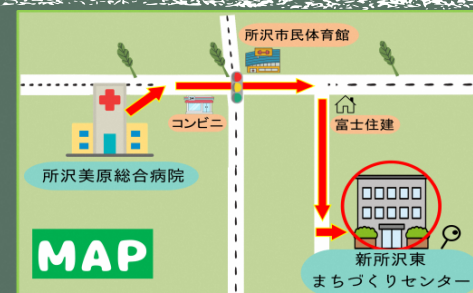 所沢市民体育館
コンビニ
富士住建
所沢美原総合病院
MAP
新所沢東
まちづくりセンター